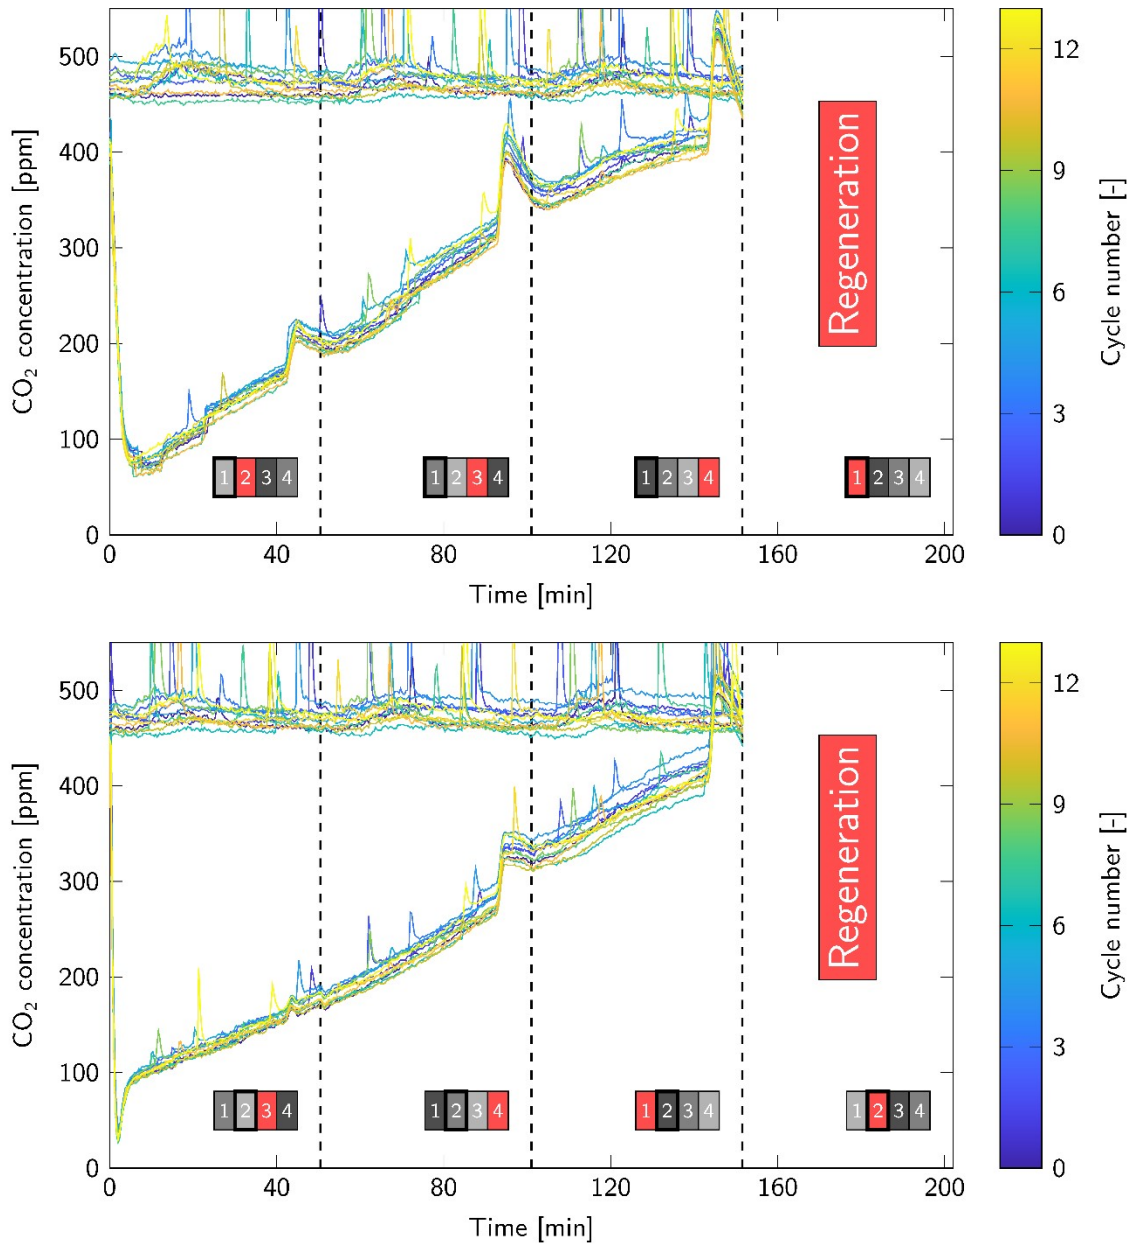 500
400
300
200
100
0
CO₂ concentration [ppm]
0
40
80
120
160
200
Time [min]
1 2 3 4
1 2 3 4
1 2 3 4
1 2 3 4
Regeneration
12
9
6
3
0
Cycle number [-]
500
400
300
200
100
0
CO₂ concentration [ppm]
0
40
80
120
160
200
Time [min]
1 2 3 4
1 2 3 4
1 2 3 4
1 2 3 4
Regeneration
12
9
6
3
0
Cycle number [-]